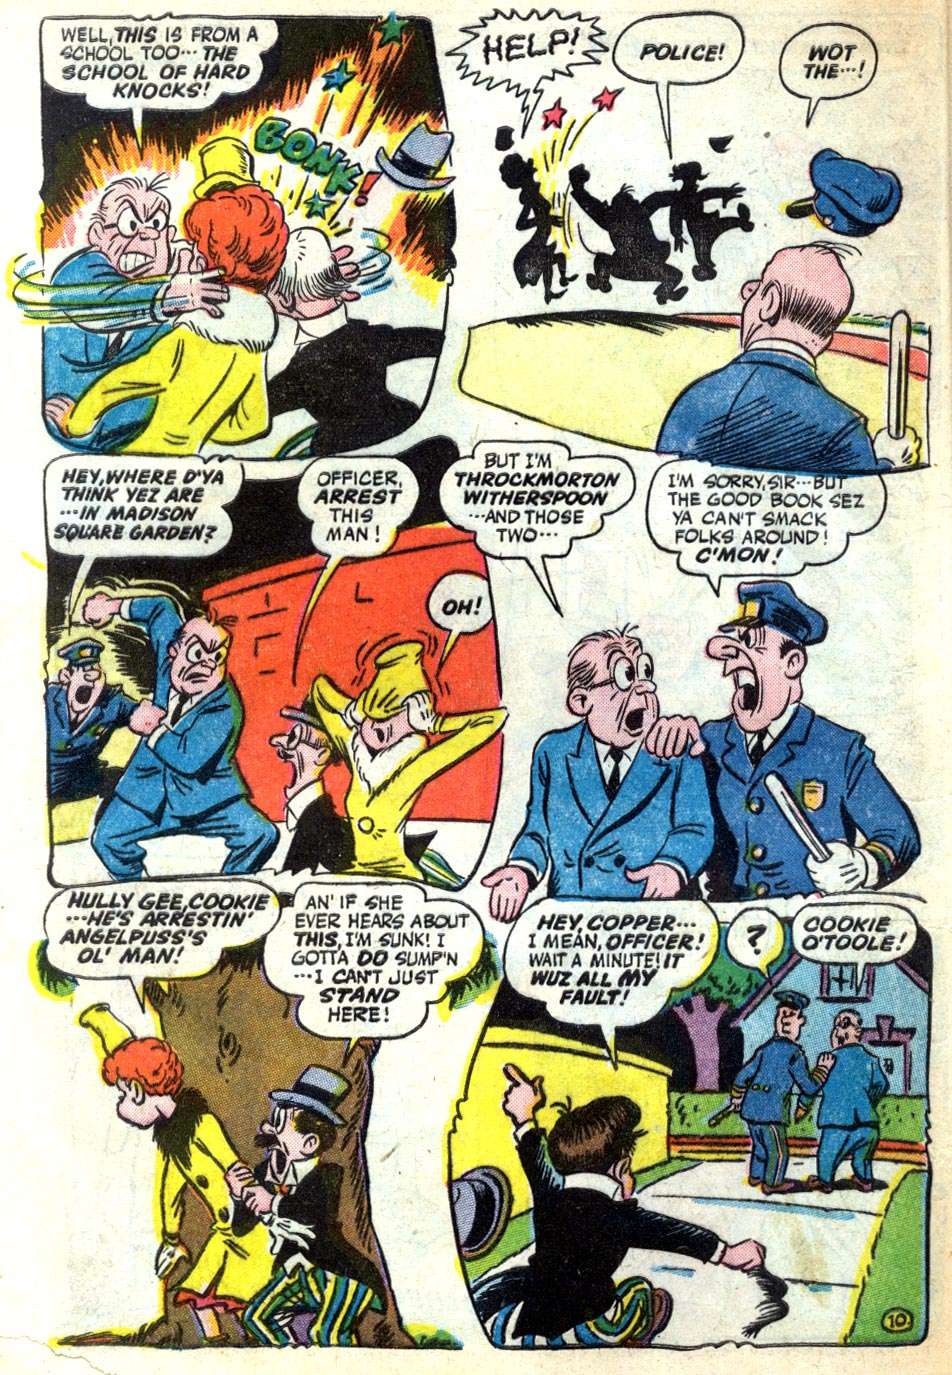 WELL, THIS IS FROM A
SCHOOL TOO... THE
SCHOOL OF HARD
KNOCKS!
BONK!
HELP!
POLICE!
WOT
THE...!
HEY, WHERE D'YA
THINK YEZ ARE
...IN MADISON
SQUARE GARDEN?
OFFICER,
ARREST
THIS
MAN!
OH!
BUT I'M
THROCKMORTON
WITHERSPOON
...AND THOSE
TWO...
I'M SORRY, SIR...BUT
THE GOOD BOOK SEZ
YA CAN'T SMACK
FOLKS AROUND!
C'MON!
HULLY GEE, COOKIE
...HE'S ARRESTIN'
ANGELPUSS'S
OL' MAN!
AN' IF SHE
EVER HEARS ABOUT
THIS, I'M SUNK! I
GOTTA DO SUMP'N
...I CAN'T JUST
STAND
HERE!
HEY, COPPER...
I MEAN, OFFICER!
WAIT A MINUTE! IT
WUZ ALL MY
FAULT!
?
COOKIE
O'TOOLE!
10